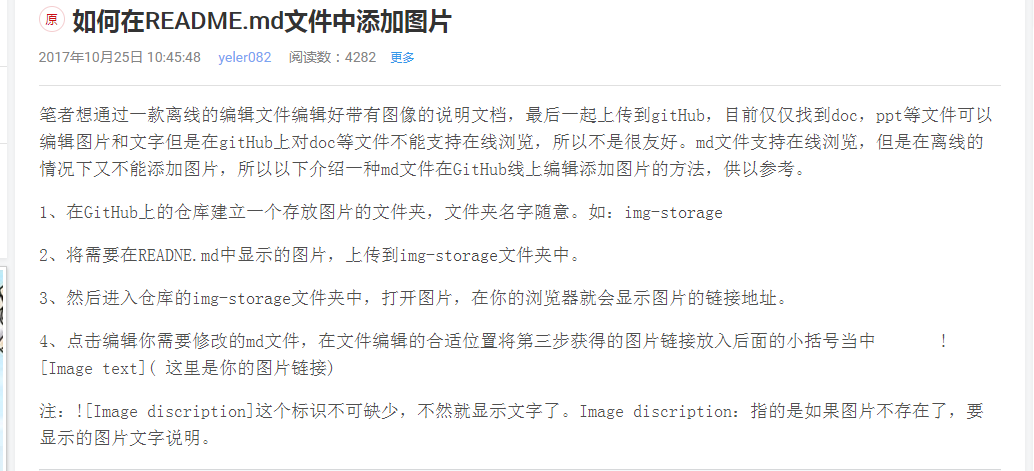 原 如何在README.md文件中添加图片
2017年10月25日 10:45:48 yeler082 阅读数：4282 更多
笔者想通过一款离线的编辑文件编辑好带有图像的说明文档，最后一起上传到gitHub，目前仅仅找到doc，ppt等文件可以
编辑图片和文字但是在gitHub上对doc等文件不能支持在线浏览，所以不是很友好。md文件支持在线浏览，但是在离线的
情况下又不能添加图片，所以以下介绍一种md文件在GitHub线上编辑添加图片的方法，供以参考。
1、在GitHub上的仓库建立一个存放图片的文件夹，文件夹名字随意。如：img-storage
2、将需要在READNE.md中显示的图片，上传到img-storage文件夹中。
3、然后进入仓库的img-storage文件夹中，打开图片，在你的浏览器就会显示图片的链接地址。
4、点击编辑你需要修改的md文件，在文件编辑的合适位置将第三步获得的图片链接放入后面的小括号当中 !
[Image text]( 这里是你的图片链接)
注：![Image discription]这个标识不可缺少，不然就显示文字了。Image discription：指的是如果图片不存在了，要
显示的图片文字说明。